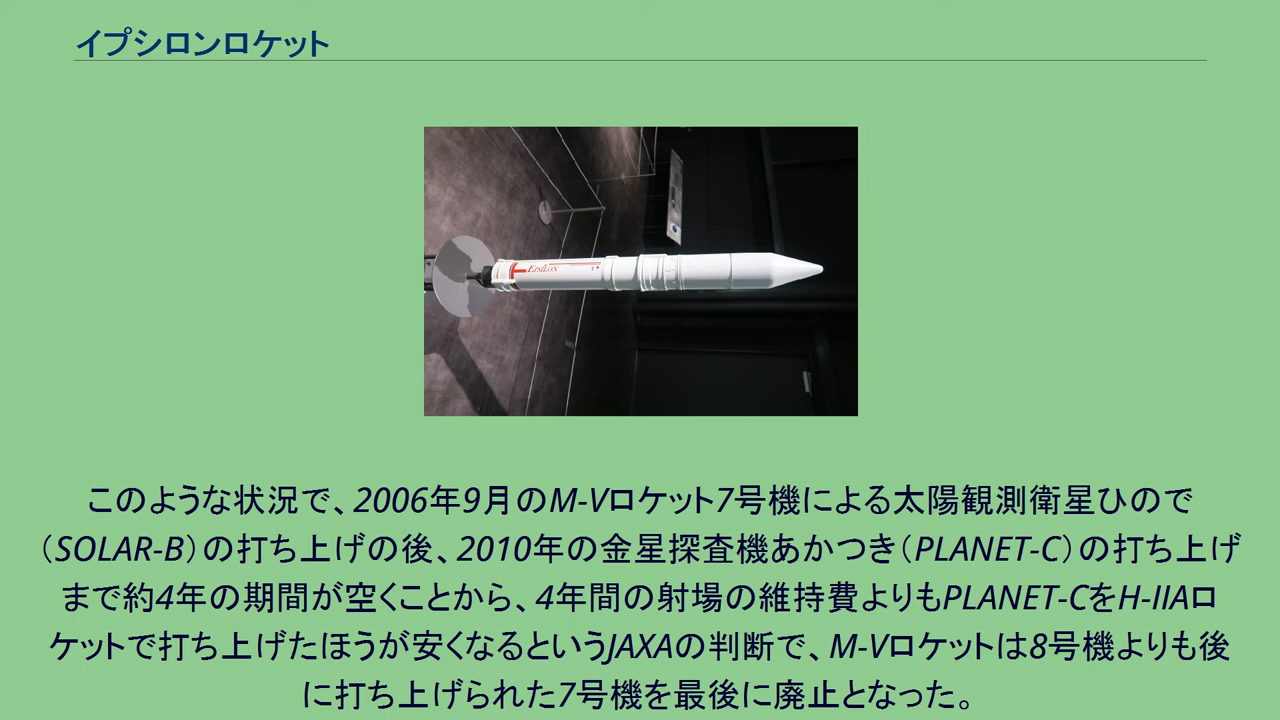 イプシロンロケット
EPSILON
このような状況で、2006年9月のM-Vロケット7号機による太陽観測衛星ひので
（SOLAR-B）の打ち上げの後、2010年の金星探査機あかつき（PLANET-C）の打ち上げ
まで約4年の期間が空くことから、4年間の射場の維持費よりもPLANET-CをH-IIAロ
ケットで打ち上げたほうが安くなるというJAXAの判断で、M-Vロケットは8号機よりも後
に打ち上げられた7号機を最後に廃止となった。